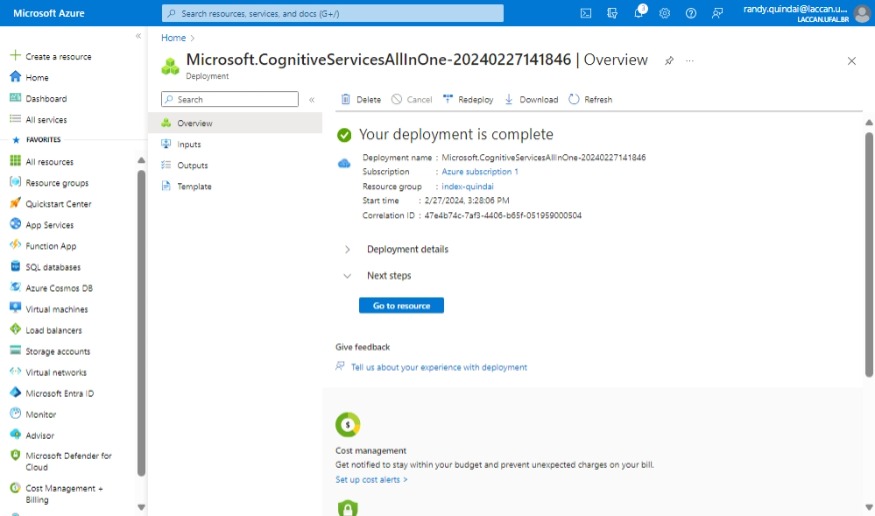 Microsoft Azure
Search resources, services, and docs (G+/)
3
randy.quindai@laccan.u...
LACCAN.UFAL.BR
Create a resource
Home
Dashboard
All services
FAVORITES
All resources
Resource groups
Quickstart Center
App Services
Function App
SQL databases
Azure Cosmos DB
Virtual machines
Load balancers
Storage accounts
Virtual networks
Microsoft Entra ID
Monitor
Advisor
Microsoft Defender for
Cloud
Cost Management +
Billing
Home >
Microsoft.CognitiveServicesAllInOne-20240227141846 | Overview
Deployment
Search
Overview
Inputs
Outputs
Template
Delete Cancel Redeploy Download Refresh
Your deployment is complete
Deployment name : Microsoft.CognitiveServicesAllInOne-20240227141846
Subscription : Azure subscription 1
Resource group : index-quindai
Start time : 2/27/2024, 3:28:06 PM
Correlation ID : 47e4b74c-7af3-4406-b65f-051959000504
Deployment details
Next steps
Go to resource
Give feedback
Tell us about your experience with deployment
Cost management
Get notified to stay within your budget and prevent unexpected charges on your bill.
Set up cost alerts >